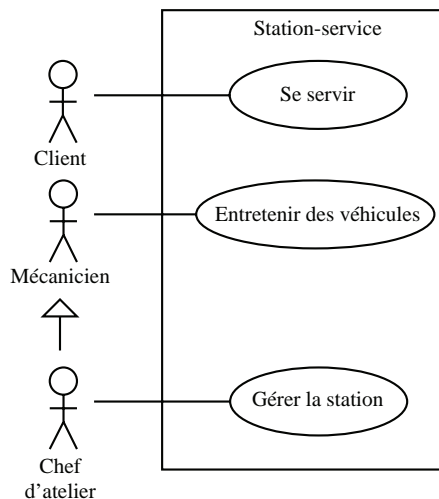 Station-service
Se servir
Client
Entretenir des véhicules
Mécanicien
Gérer la station
Chef
d'atelier